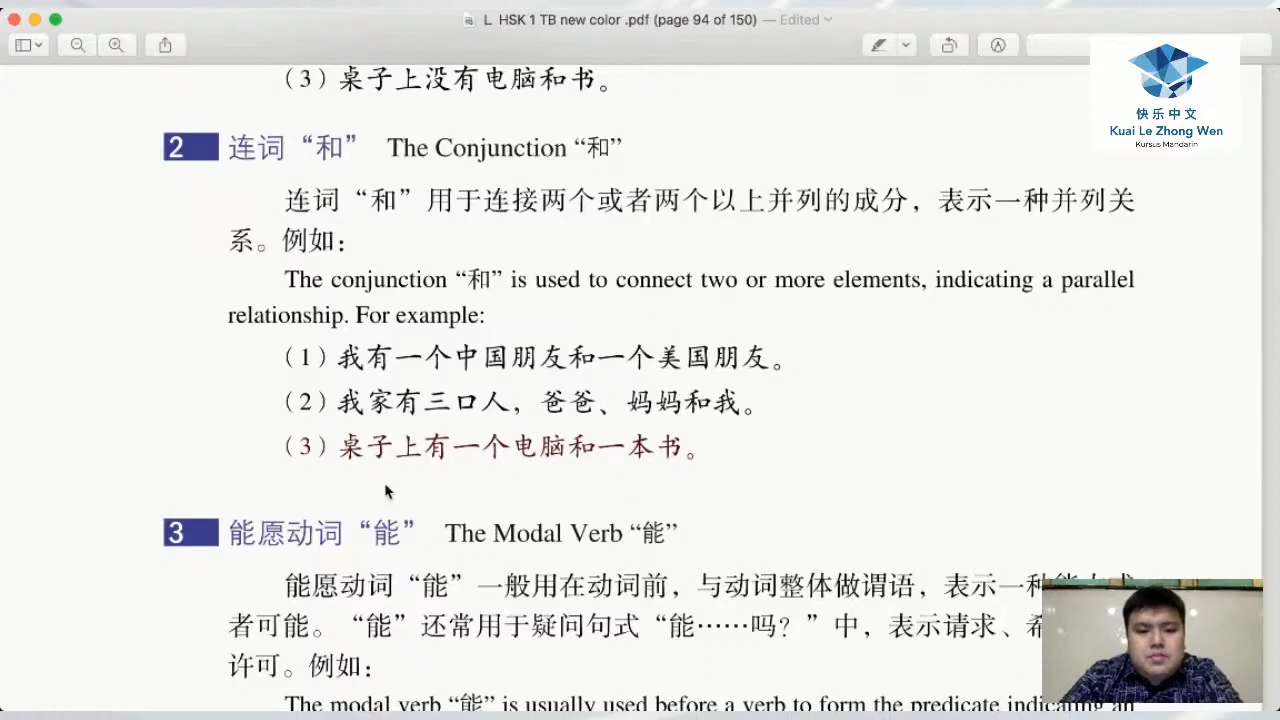 L HSK 1 TB new color .pdf (page 94 of 150) — Edited
快乐中文
Kuai Le Zhong Wen
Kursus Mandarin
（3）桌子上没有电脑和书。
2 连词“和” The Conjunction “和”
连词“和”用于连接两个或者两个以上并列的成分，表示一种并列关
系。例如：
The conjunction “和” is used to connect two or more elements, indicating a parallel
relationship. For example:
（1）我有一个中国朋友和一个美国朋友。
（2）我家有三口人，爸爸、妈妈和我。
（3）桌子上有一个电脑和一本书。
3 能愿动词“能” The Modal Verb “能”
能愿动词“能”一般用在动词前，与动词整体做谓语，表示一种
者可能。“能”还常用于疑问句式“能……吗？”中，表示请求、
许可。例如：
The modal verb “能” is usually used before a verb to form the predicate indicating an